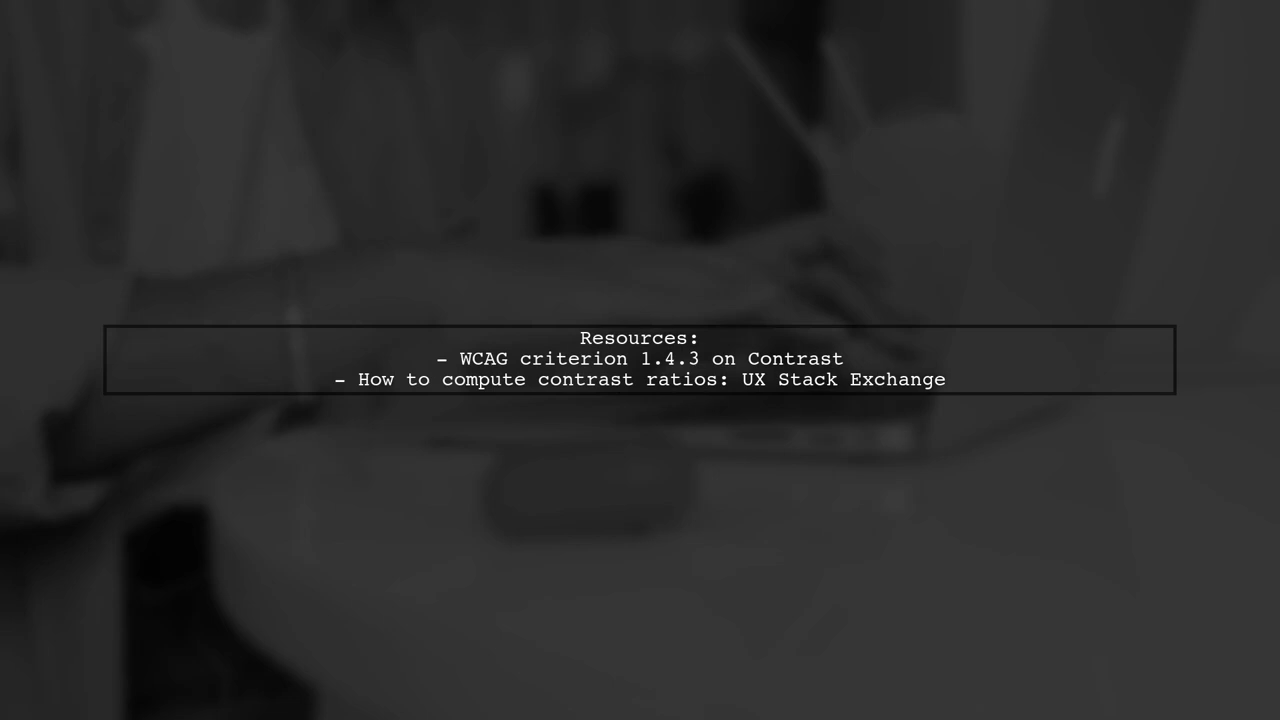 Resources:
- WCAG criterion 1.4.3 on Contrast
- How to compute contrast ratios: UX Stack Exchange